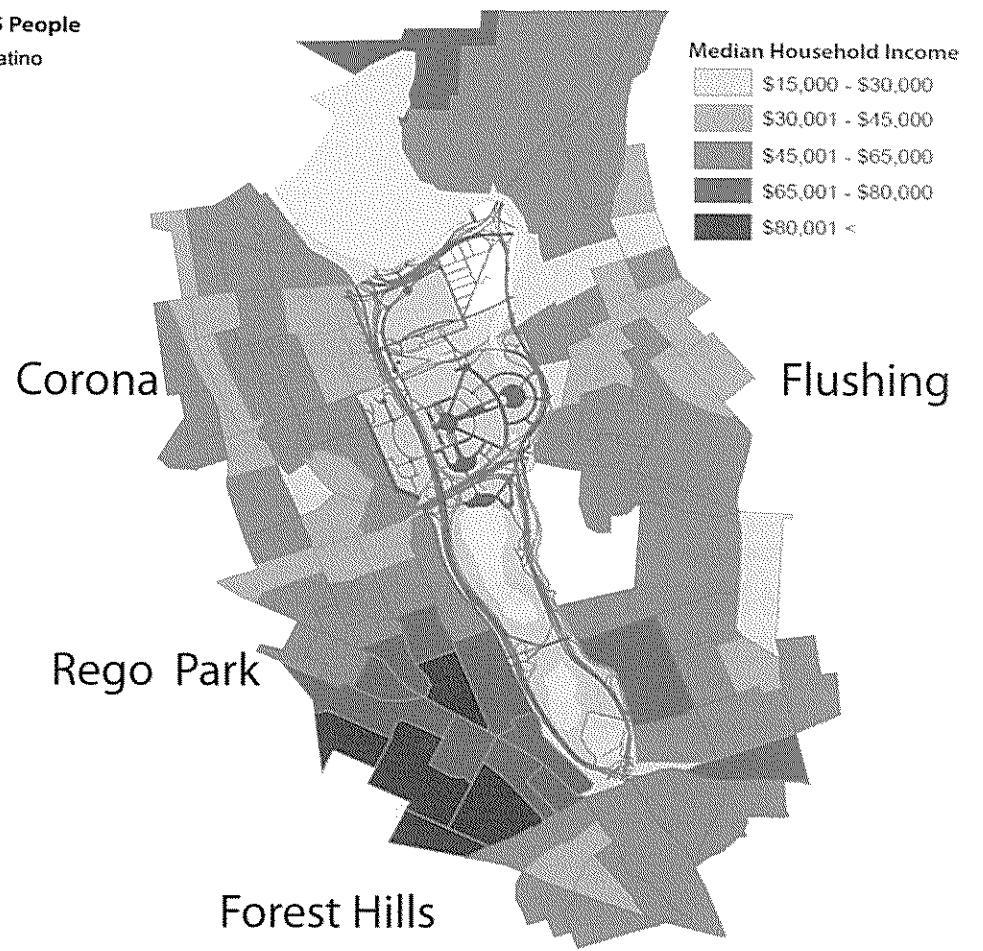 People
atino
Median Household Income
$15,000 - $30,000
$30,001 - $45,000
$45,001 - $65,000
$65,001 - $80,000
$80,001 <
Corona
Flushing
Rego Park
Forest Hills